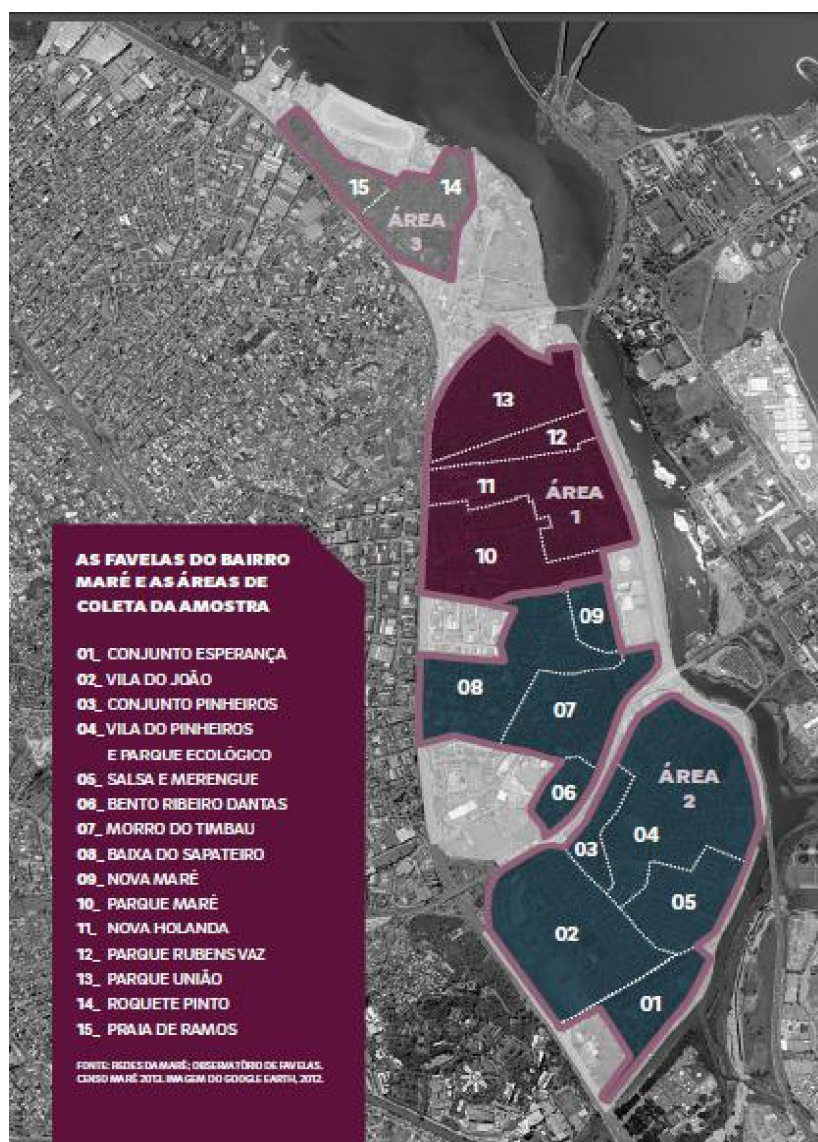 15
14
ÁREA
3
13
12
11
ÁREA
1
10
09
08
07
ÁREA
2
06
04
03
05
02
01
AS FAVELAS DO BAIRRO
MARÉ E AS ÁREAS DE
COLETA DA AMOSTRA
01_ CONJUNTO ESPERANÇA
02_ VILA DO JOÃO
03_ CONJUNTO PINHEIROS
04_ VILA DO PINHEIROS
E PARQUE ECOLÓGICO
05_ SALSA E MERENGUE
06_ BENTO RIBEIRO DANTAS
07_ MORRO DO TIMBAU
08_ BAIXA DO SAPATEIRO
09_ NOVA MARÉ
10_ PARQUE MARÉ
11_ NOVA HOLANDA
12_ PARQUE RUBENS VAZ
13_ PARQUE UNIÃO
14_ ROQUETE PINTO
15_ PRAIA DE RAMOS
FONTE: REDES DA MARÉ; OBSERVATÓRIO DE FAVELAS.
CENSO MARÉ 2013. IMAGEM DO GOOGLE EARTH, 2012.